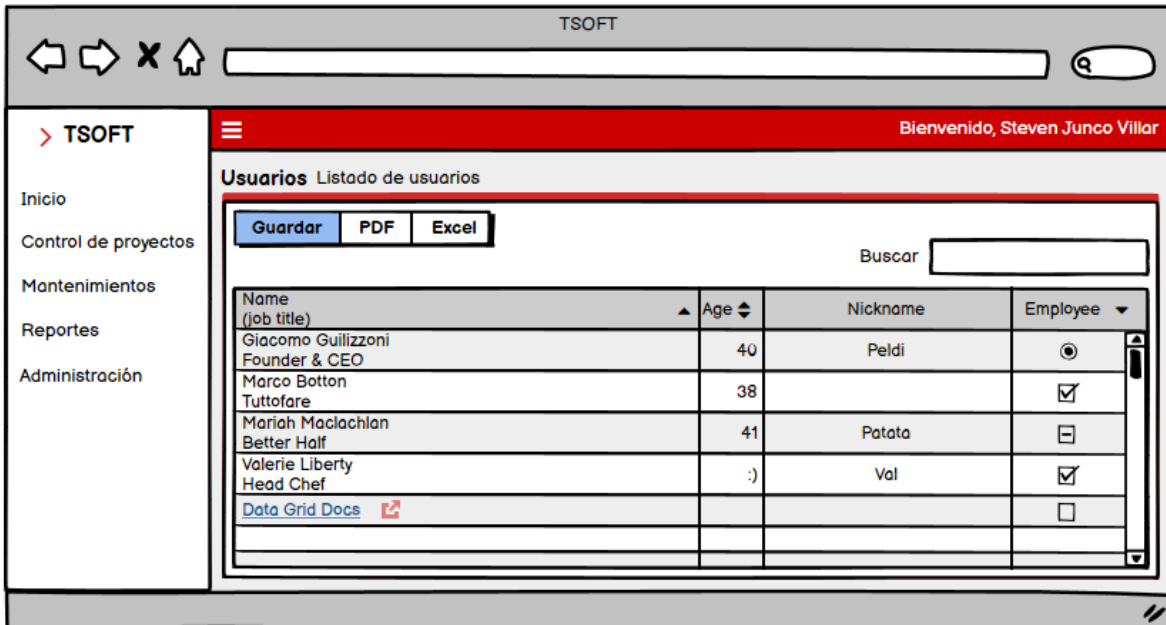 TSOFT
TSOFT
Bienvenido, Steven Junco Villar
Usuarios Listado de usuarios
Inicio
Control de proyectos
Mantenimientos
Reportes
Administración
Guardar PDF Excel
Buscar
Name
(job title)
Age Nickname Employee
Giacomo Guilizzoni
Founder & CEO
40 Peldi
Marco Botton
Tuttofare
38
Mariah Maclachlan
Better Half
41 Patata
Valerie Liberty
Head Chef
:) Val
Data Grid Docs